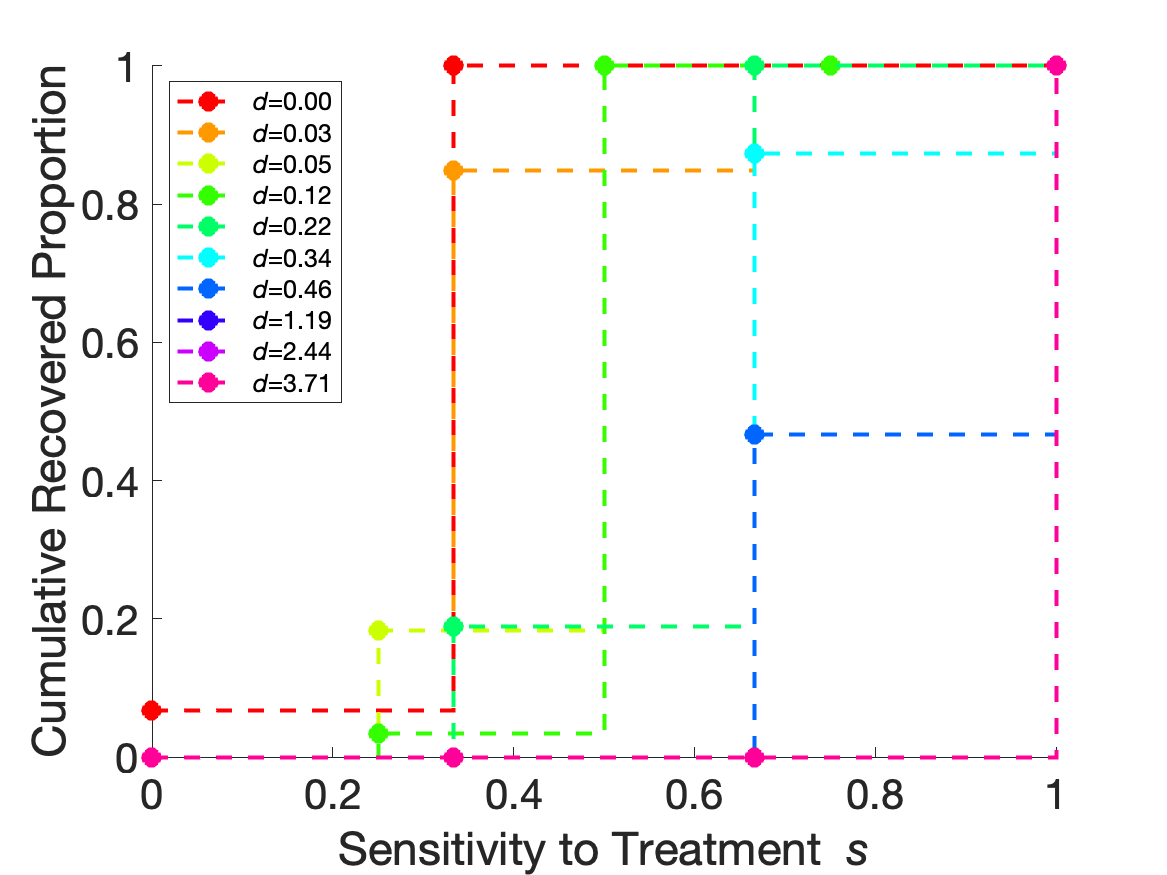 Cumulative Recovered Proportion
1
0.8
0.6
0.4
0.2
0
d=0.00
d=0.03
d=0.05
d=0.12
d=0.22
d=0.34
d=0.46
d=1.19
d=2.44
d=3.71
0 0.2 0.4 0.6 0.8 1
Sensitivity to Treatment s